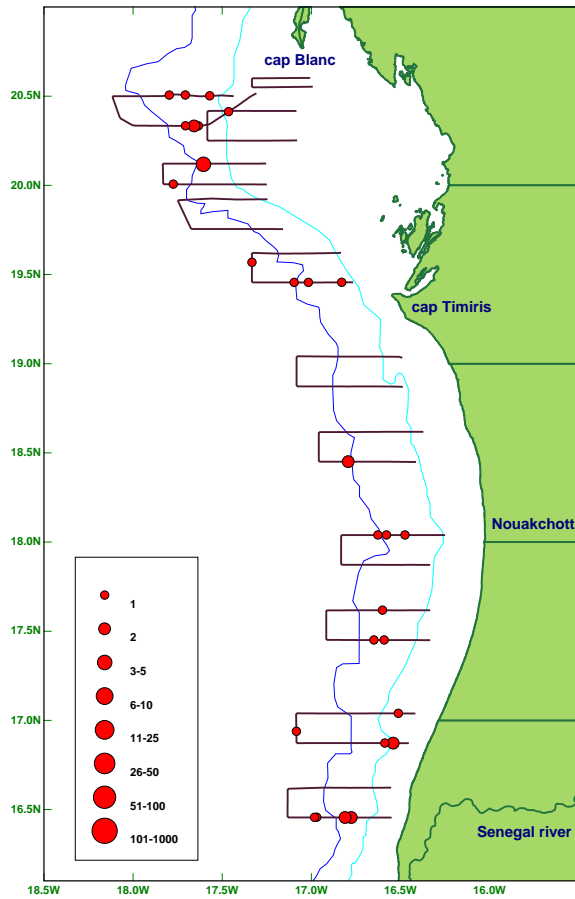 cap Blanc
20.5N
20.0N
19.5N
cap Timiris
19.0N
18.5N
Nouakchott
18.0N
1
2
3-5
17.5N
6-10
11-25
17.0N
26-50
51-100
16.5N
101-1000
Senegal river
18.5W 18.0W 17.5W 17.0W 16.5W 16.0W